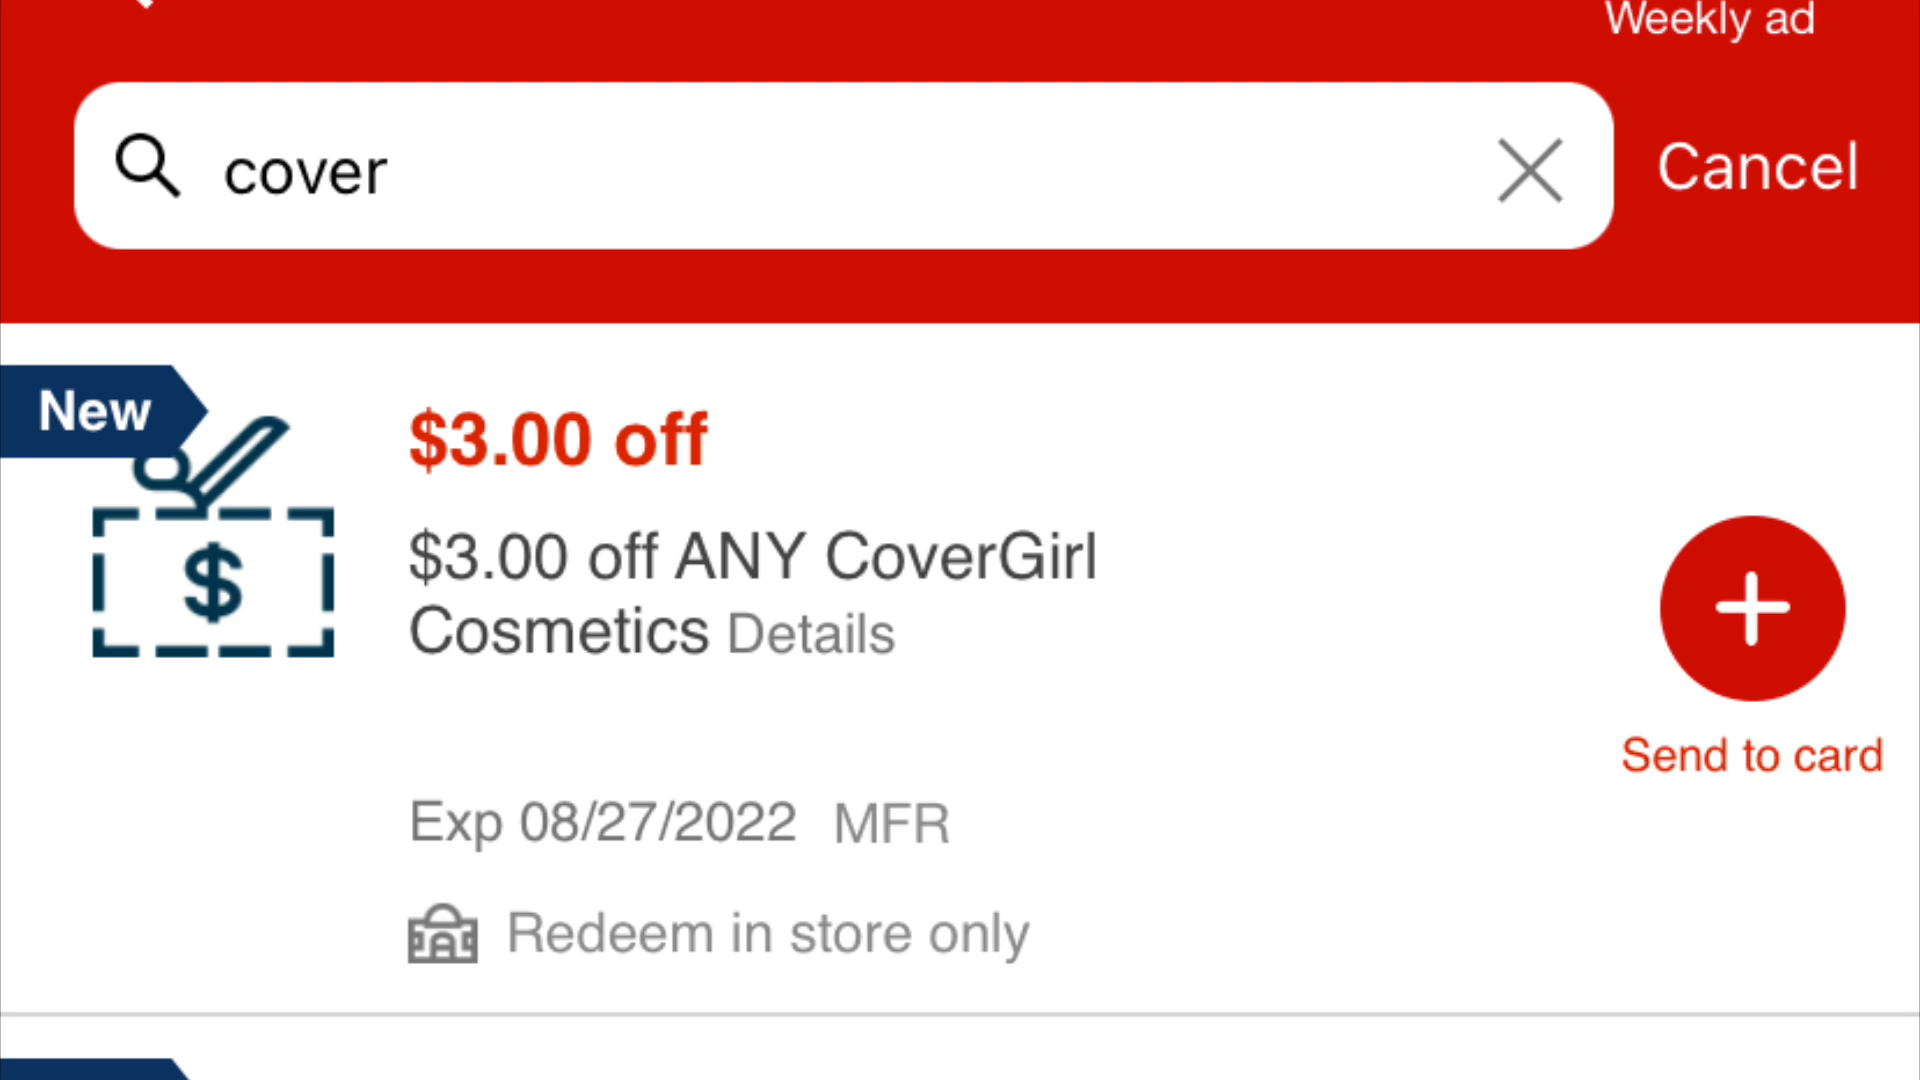 Weekly ad
cover
Cancel
New
$3.00 off
$3.00 off ANY CoverGirl
Cosmetics Details
$
Send to card
Exp 08/27/2022 MFR
Redeem in store only